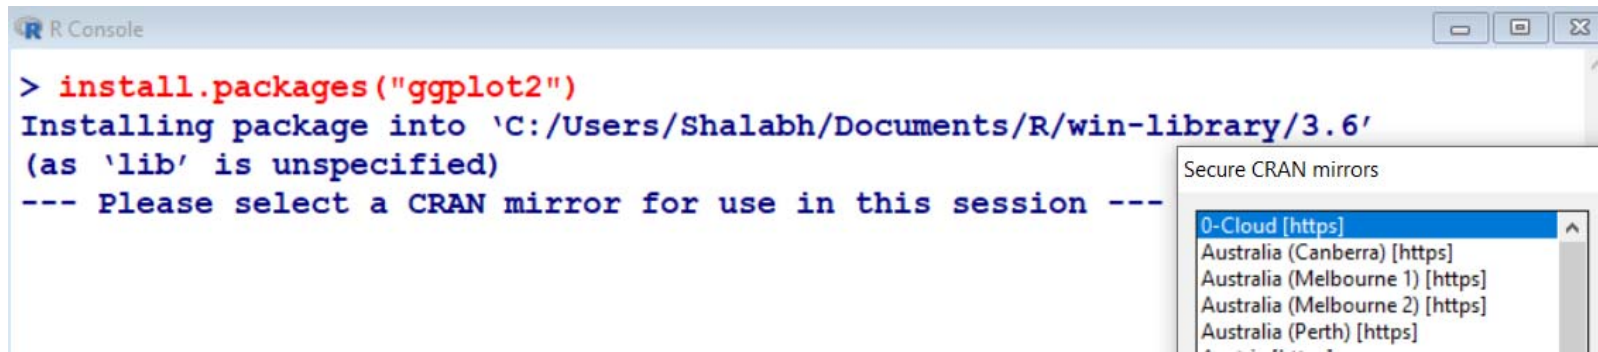 R Console
> install.packages("ggplot2")
Installing package into ‘C:/Users/Shalabh/Documents/R/win-library/3.6’
(as ‘lib’ is unspecified)
--- Please select a CRAN mirror for use in this session ---
Secure CRAN mirrors
0-Cloud [https]
Australia (Canberra) [https]
Australia (Melbourne 1) [https]
Australia (Melbourne 2) [https]
Australia (Perth) [https]